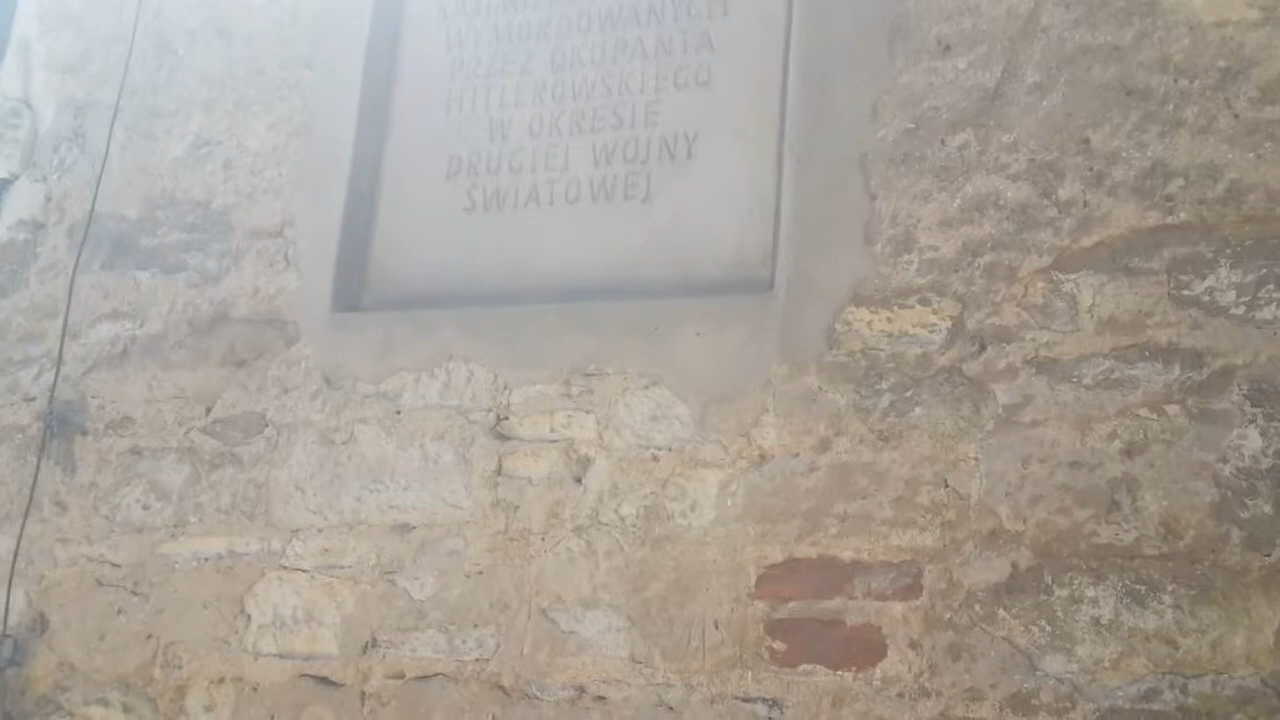 WYMORDOWANYCH
PRZEZ OKUPANTA
HITLEROWSKIEGO
W OKRESIE
DRUGIEJ WOJNY
ŚWIATOWEJ